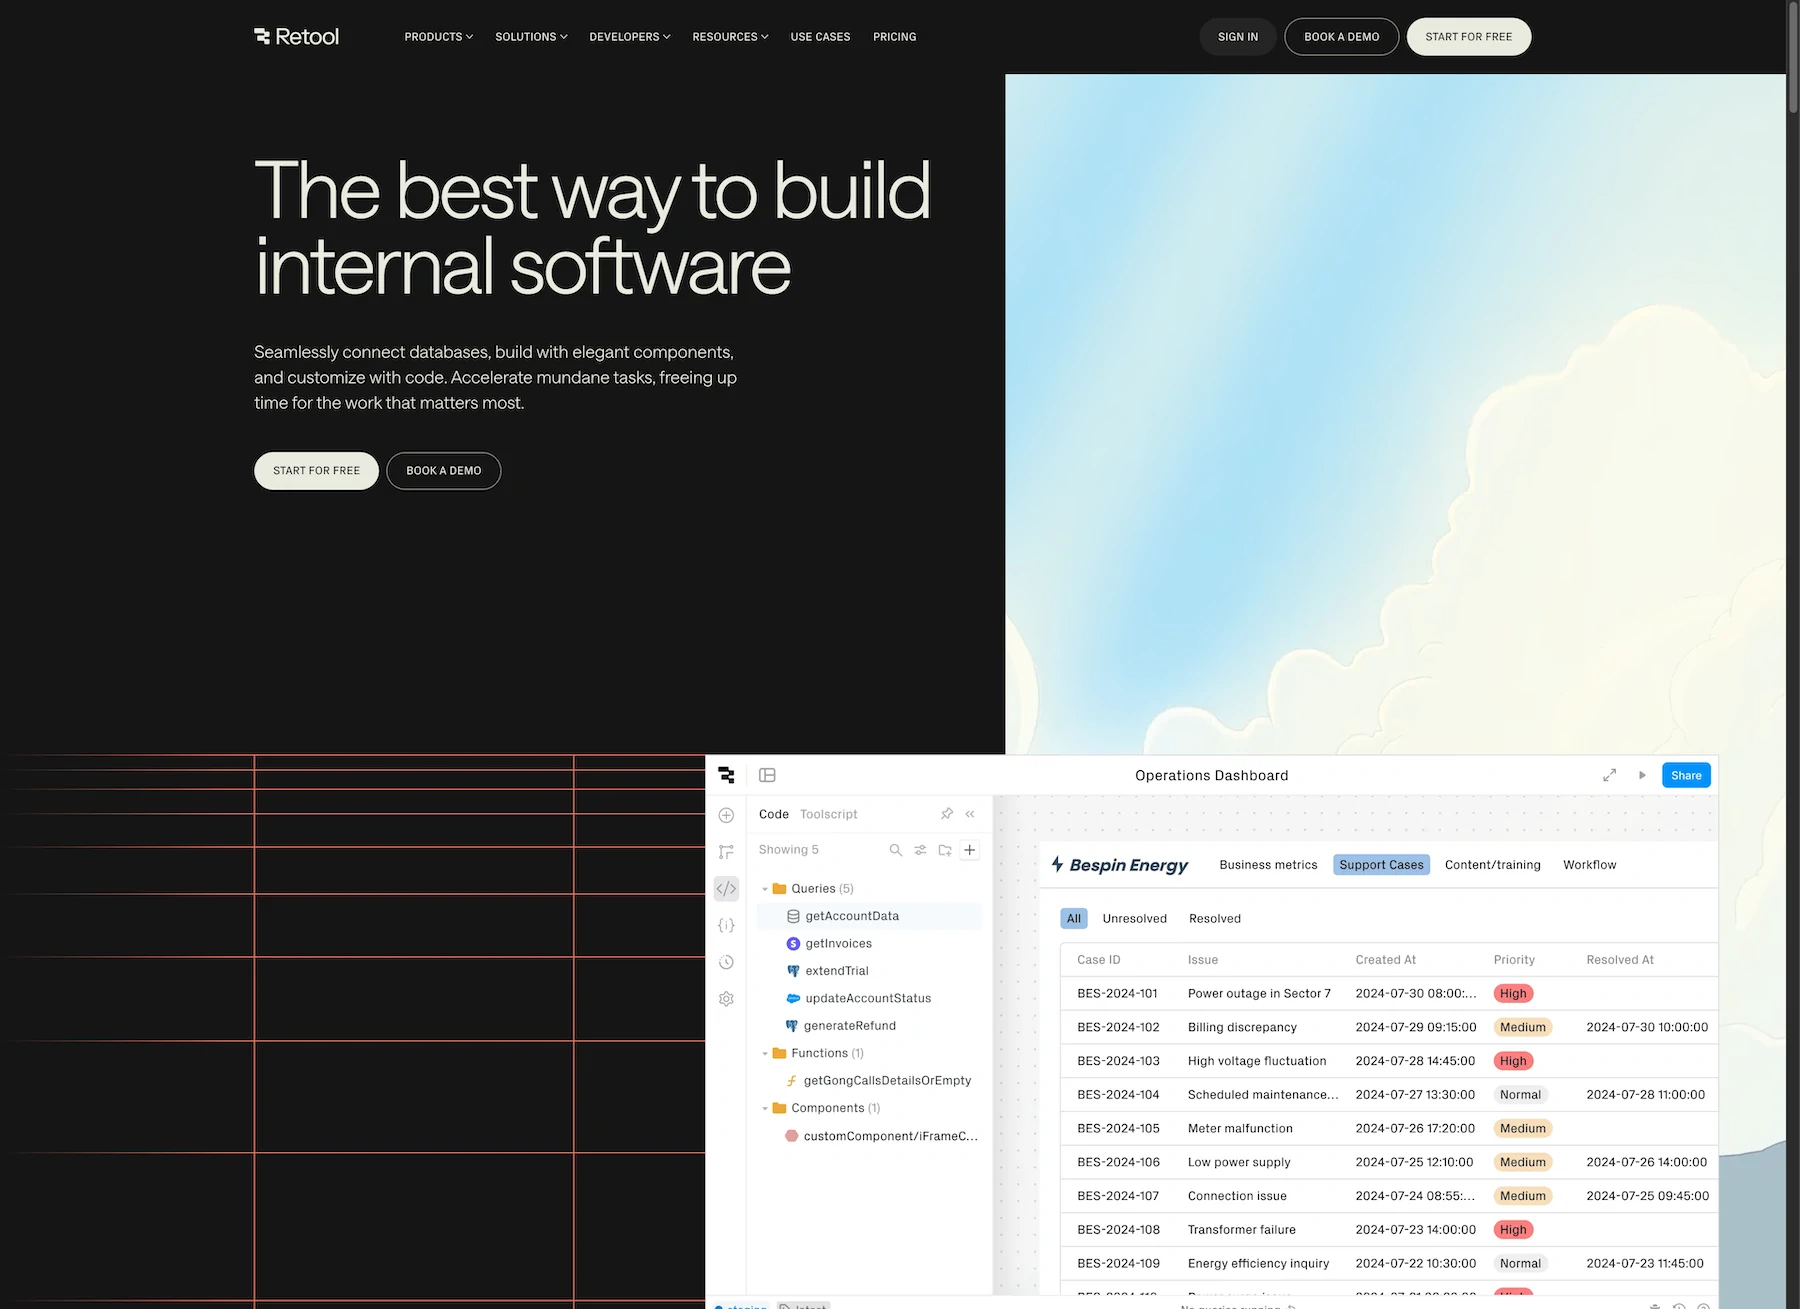 Retool
PRODUCTS
SOLUTIONS
DEVELOPERS
RESOURCES
USE CASES
PRICING
SIGN IN
BOOK A DEMO
START FOR FREE
The best way to build
internal software
Seamlessly connect databases, build with elegant components,
and customize with code. Accelerate mundane tasks, freeing up
time for the work that matters most.
START FOR FREE
BOOK A DEMO
Operations Dashboard
Share
Code Toolscript
Showing 5
Queries (5)
getAccountData
getInvoices
extendTrial
updateAccountStatus
generateRefund
Functions (1)
getGongCallsDetailsOrEmpty
Components (1)
customComponent/iFrameC...
Bespin Energy
Business metrics
Support Cases
Content/training
Workflow
All
Unresolved
Resolved
Case ID Issue Created At Priority Resolved At
BES-2024-101 Power outage in Sector 7 2024-07-30 08:00:... High
BES-2024-102 Billing discrepancy 2024-07-29 09:15:00 Medium 2024-07-30 10:00:00
BES-2024-103 High voltage fluctuation 2024-07-28 14:45:00 High
BES-2024-104 Scheduled maintenance... 2024-07-27 13:30:00 Normal 2024-07-28 11:00:00
BES-2024-105 Meter malfunction 2024-07-26 17:20:00 Medium
BES-2024-106 Low power supply 2024-07-25 12:10:00 Medium 2024-07-26 14:00:00
BES-2024-107 Connection issue 2024-07-24 08:55:... Medium 2024-07-25 09:45:00
BES-2024-108 Transformer failure 2024-07-23 14:00:00 High
BES-2024-109 Energy efficiency inquiry 2024-07-22 10:30:00 Normal 2024-07-23 11:45:00